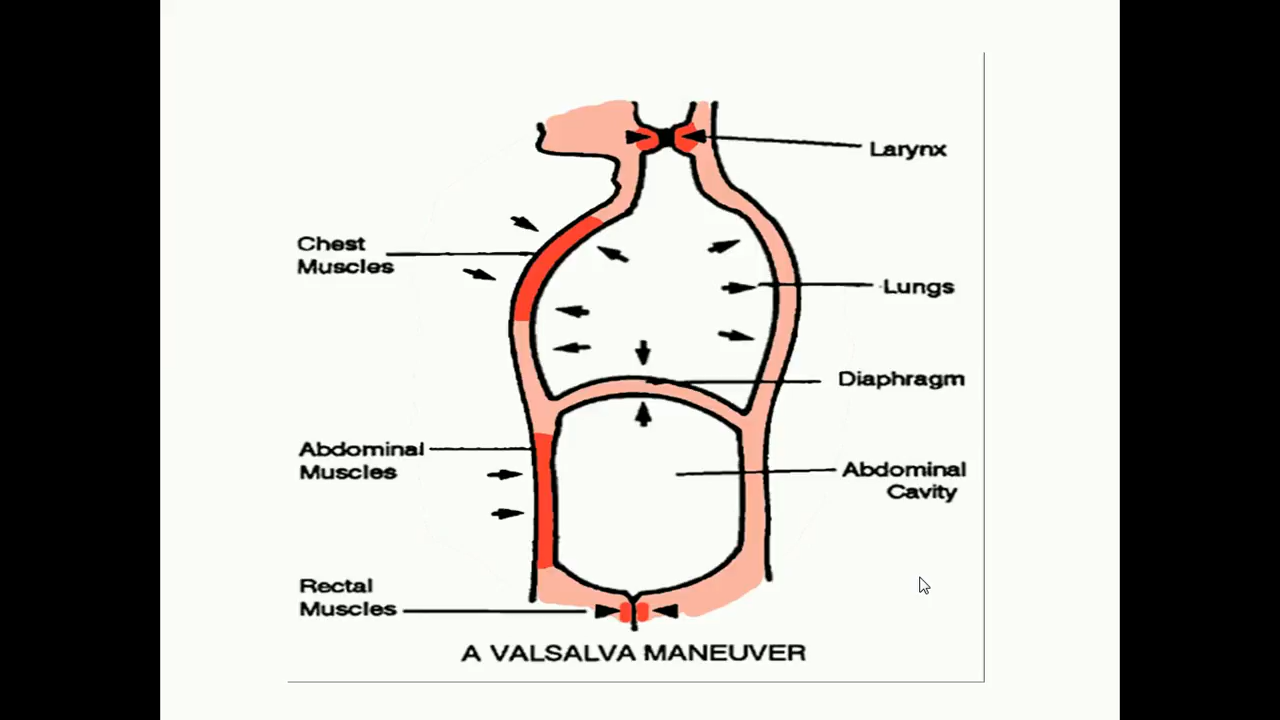 Larynx
Chest
Muscles
Lungs
Diaphragm
Abdominal
Muscles
Abdominal
Cavity
Rectal
Muscles
A VALSALVA MANEUVER